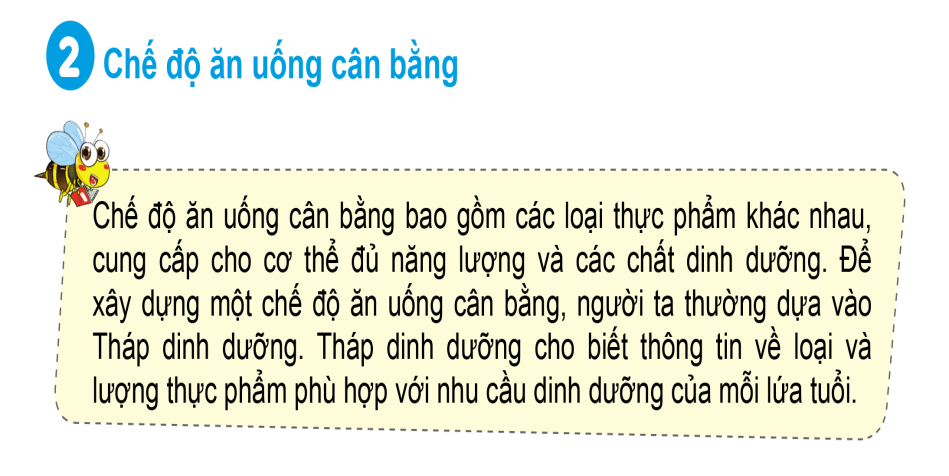 2 Chế độ ăn uống cân bằng
Chế độ ăn uống cân bằng bao gồm các loại thực phẩm khác nhau,
cung cấp cho cơ thể đủ năng lượng và các chất dinh dưỡng. Để
xây dựng một chế độ ăn uống cân bằng, người ta thường dựa vào
Tháp dinh dưỡng. Tháp dinh dưỡng cho biết thông tin về loại và
lượng thực phẩm phù hợp với nhu cầu dinh dưỡng của mỗi lứa tuổi.